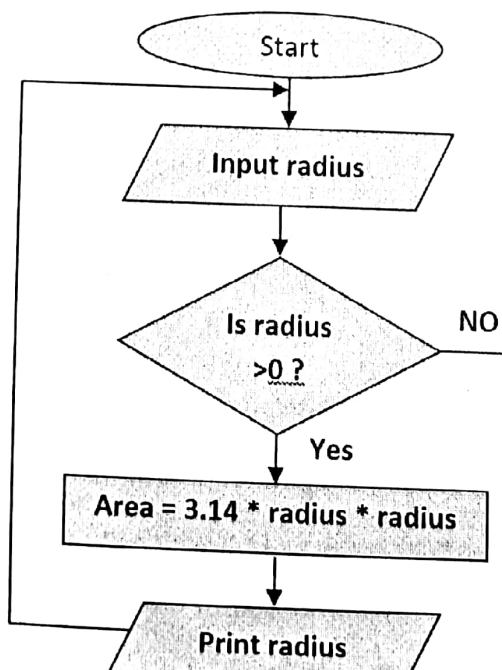 Start
Input radius
Is radius
>0 ?
NO
Yes
Area = 3.14 * radius * radius
Print radius